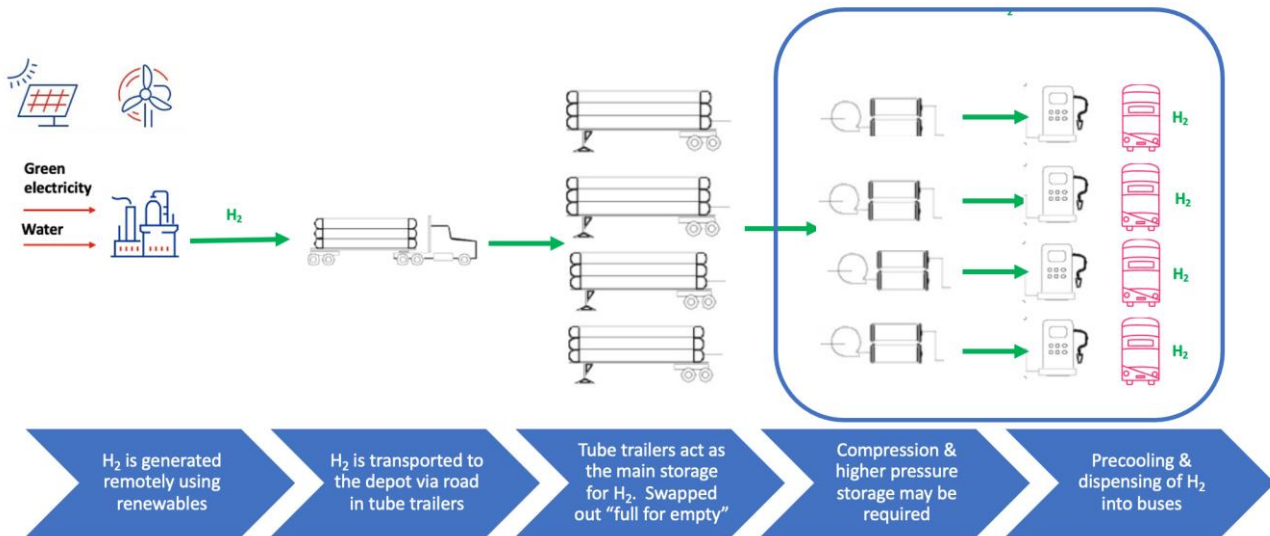 2
Green
electricity
Water
H₂
H₂
H₂
H₂
H₂
H₂ is generated
remotely using
renewables
H₂ is transported to
the depot via road
in tube trailers
Tube trailers act as
the main storage
for H₂. Swapped
out “full for empty”
Compression &
higher pressure
storage may be
required
Precooling &
dispensing of H₂
into buses